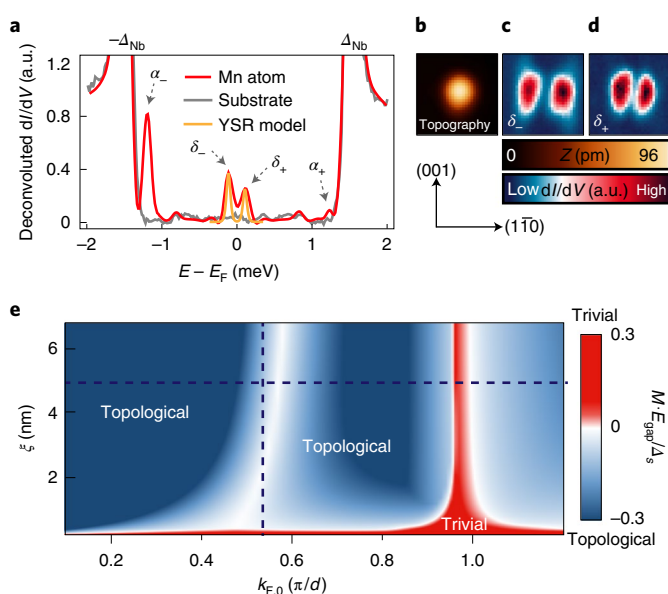 a
b
c
d
−Δ_Nb
Δ_Nb
1.2
0.8
0.4
0
Deconvoluted dI/dV (a.u.)
α_−
Mn atom
Substrate
YSR model
δ_−
δ_+
α_+
−2
−1
0
1
2
E − E_F (meV)
Topography
δ_−
δ_+
0 Z (pm) 96
Low dI/dV (a.u.) High
(001)
(11̅0)
e
6
4
2
ξ (nm)
Topological
Topological
Trivial
0.2
0.4
0.6
0.8
1.0
k_F,0 (π/d)
Trivial
0.3
0
−0.3
Topological
M·E_gap/Δ_s